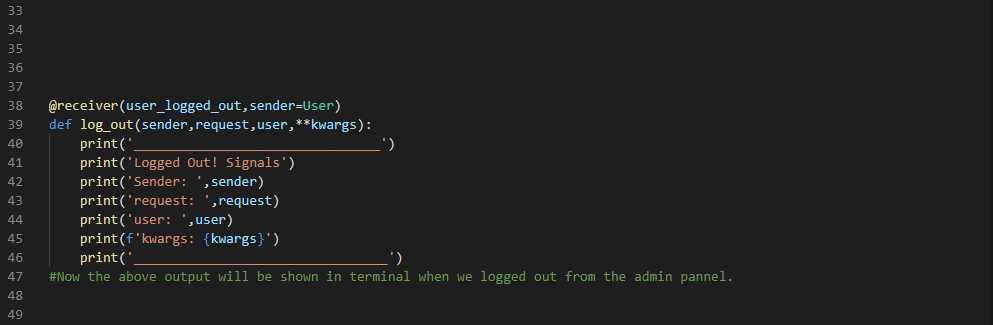 33
34
35
36
37
38 @receiver(user_logged_out,sender=User)
39 def log_out(sender,request,user,**kwargs):
40     print('________________________________')
41     print('Logged Out! Signals')
42     print('Sender: ',sender)
43     print('request: ',request)
44     print('user: ',user)
45     print(f'kwargs: {kwargs}')
46     print('_________________________________')
47 #Now the above output will be shown in terminal when we logged out from the admin pannel.
48
49